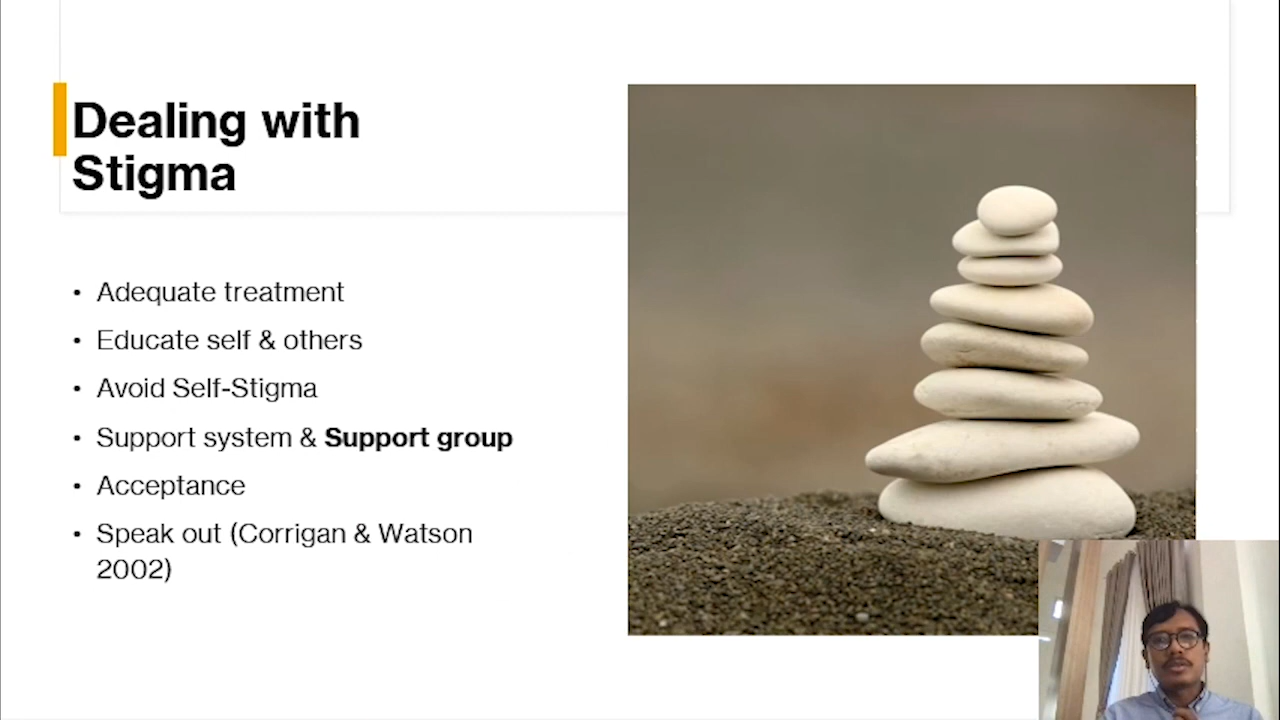 Dealing with
Stigma
• Adequate treatment
• Educate self & others
• Avoid Self-Stigma
• Support system & Support group
• Acceptance
• Speak out (Corrigan & Watson
2002)